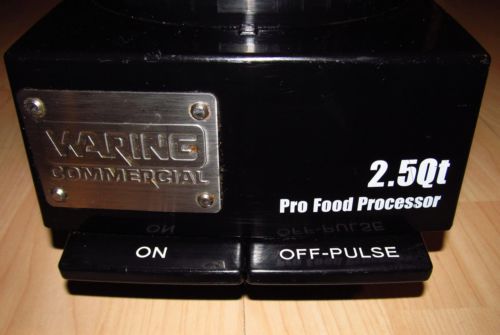 WARING
COMMERCIAL
2.5Qt
Pro Food Processor
ON
OFF-PULSE